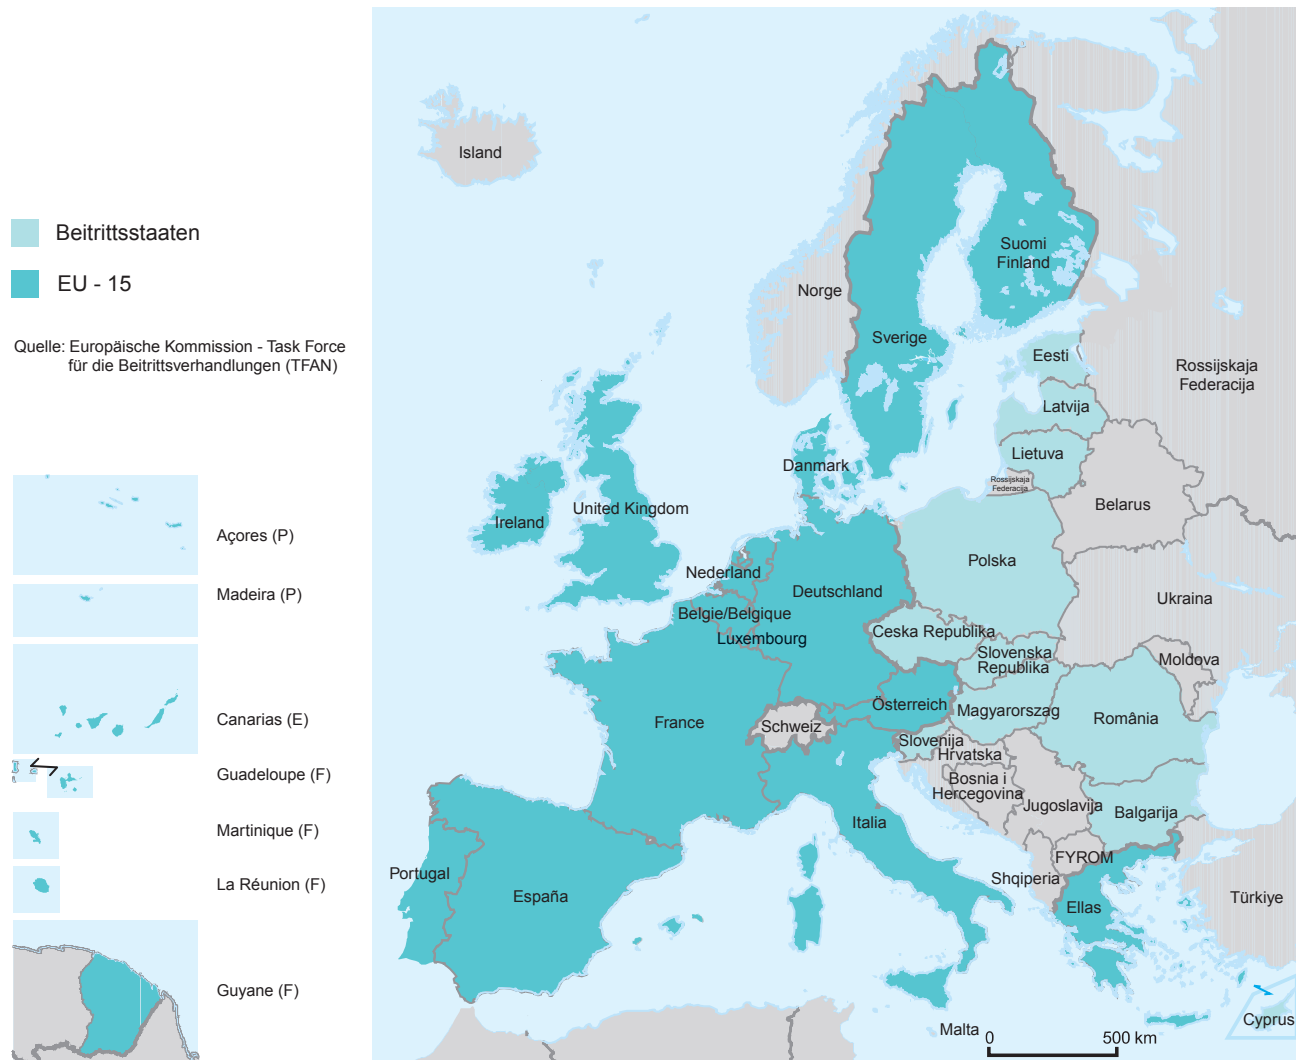 Beitrittsstaaten
EU - 15
Quelle: Europäische Kommission - Task Force
für die Beitrittsverhandlungen (TFAN)
Açores (P)
Madeira (P)
Canarias (E)
Guadeloupe (F)
Martinique (F)
La Réunion (F)
Guyane (F)
Island
Norge
Suomi
Finland
Sverige
Eesti
Rossijskaja
Federacija
Latvija
Lietuva
Rossijskaja
Federacija
Danmark
Belarus
Ireland
United Kingdom
Nederland
Polska
Deutschland
Ukraina
Belgie/Belgique
Luxembourg
Ceska Republika
Slovenska
Republika
Moldova
France
Schweiz
Österreich
Magyarorszag
România
Slovenija
Hrvatska
Bosnia i
Hercegovina
Jugoslavija
Balgarija
Italia
FYROM
Shqiperia
Portugal
España
Ellas
Türkiye
Malta
Cyprus
0 500 km